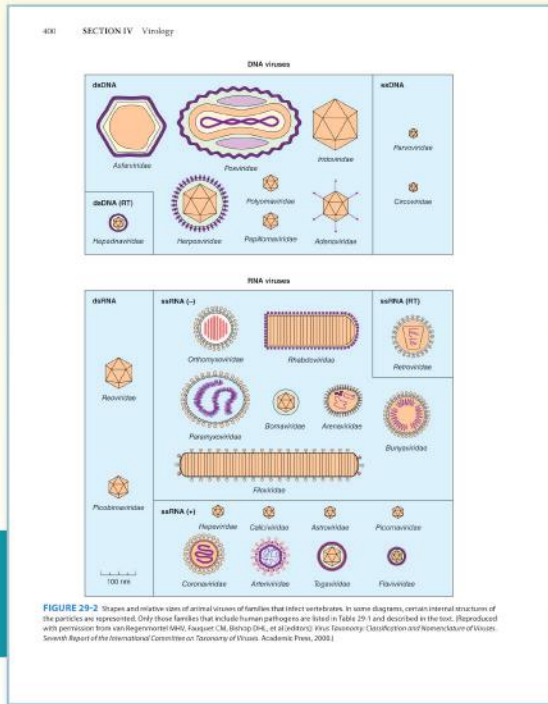 400 SECTION IV Virology
DNA viruses
dsDNA
Asfarviridae
Poxviridae
Iridoviridae
dsDNA (RT)
Hepadnaviridae
Herpesviridae
Polyomaviridae
Papillomaviridae
Adenoviridae
ssDNA
Parvoviridae
Circoviridae
RNA viruses
dsRNA
Reoviridae
Picobirnaviridae
100 nm
ssRNA (–)
Orthomyxoviridae
Rhabdoviridae
Paramyxoviridae
Bornaviridae
Arenaviridae
Bunyaviridae
Filoviridae
ssRNA (RT)
Retroviridae
ssRNA (+)
Hepeviridae
Caliciviridae
Astroviridae
Picornaviridae
Coronaviridae
Arteriviridae
Togaviridae
Flaviviridae
FIGURE 29-2 Shapes and relative sizes of animal viruses of families that infect vertebrates. In some diagrams, certain internal structures of
the particles are represented. Only those families that include human pathogens are listed in Table 29-1 and described in the text. (Reproduced
with permission from van Regenmortel MHV, Fauquet CM, Bishop DHL, et al [editors]: Virus Taxonomy: Classification and Nomenclature of Viruses.
Seventh Report of the International Committee on Taxonomy of Viruses. Academic Press, 2000.)